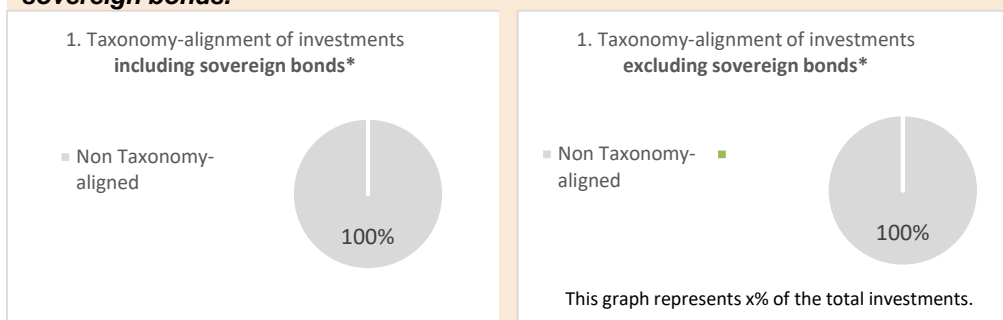 sovereign bonds.
1. Taxonomy-alignment of investments
including sovereign bonds*
Non Taxonomy-
aligned
100%
1. Taxonomy-alignment of investments
excluding sovereign bonds*
Non Taxonomy-
aligned
100%
This graph represents x% of the total investments.